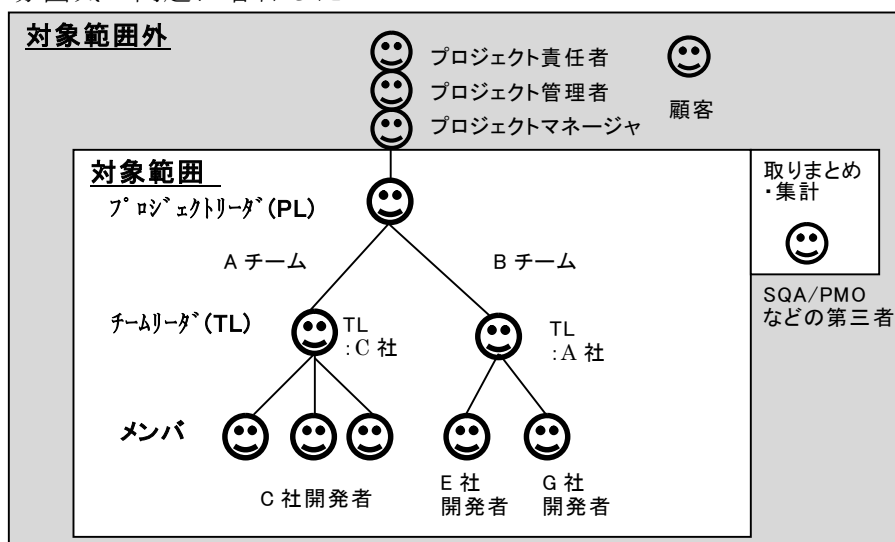 対象範囲外
プロジェクト責任者
プロジェクト管理者
プロジェクトマネージャ
顧客
対象範囲
ﾌﾟﾛｼﾞｪｸﾄﾘｰﾀﾞ(PL)
取りまとめ
・集計
A チーム
B チーム
SQA/PMO
などの第三者
ﾁｰﾑﾘｰﾀﾞ(TL)
TL
:C 社
TL
:A 社
メンバ
C 社開発者
E 社
開発者
G 社
開発者